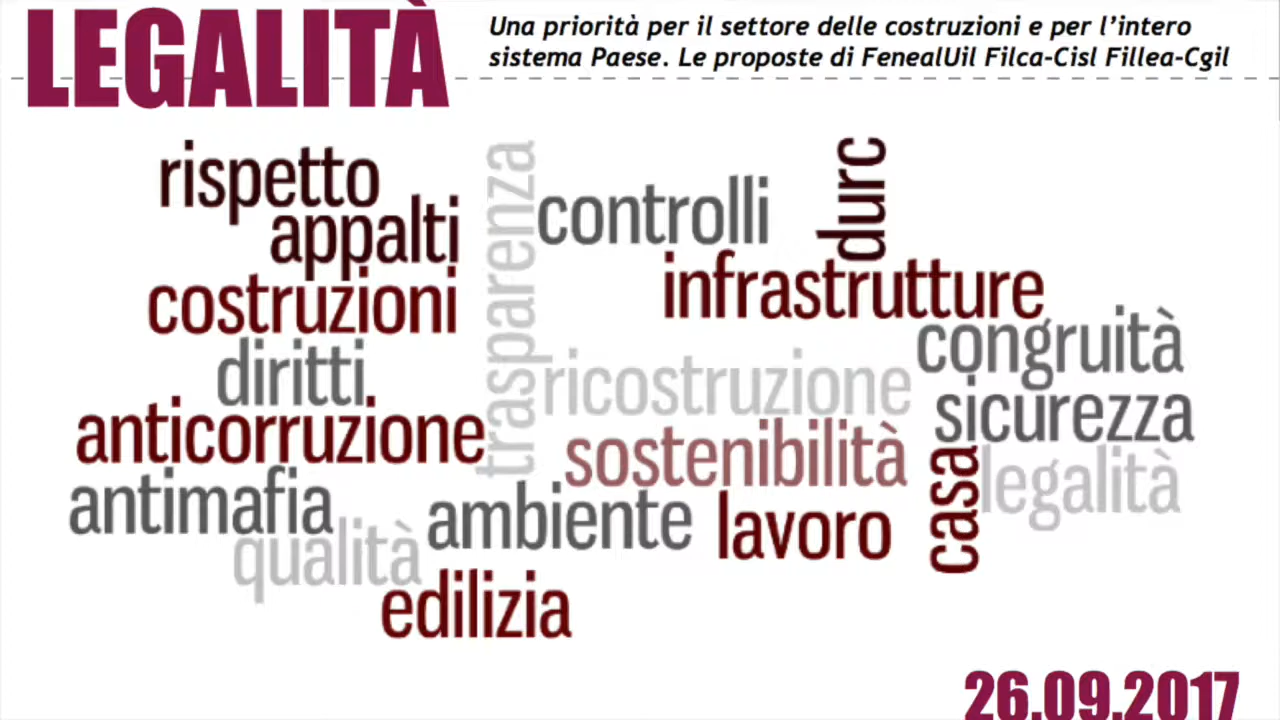 LEGALITÀ
Una priorità per il settore delle costruzioni e per l'intero
sistema Paese. Le proposte di FenealUil Filca-Cisl Fillea-Cgil
rispetto
appalti
trasparenza
controlli
durc
costruzioni
infrastrutture
diritti
ricostruzione
congruità
anticorruzione
sostenibilità
sicurezza
antimafia
ambiente
lavoro
casa
legalità
qualità
edilizia
26.09.2017